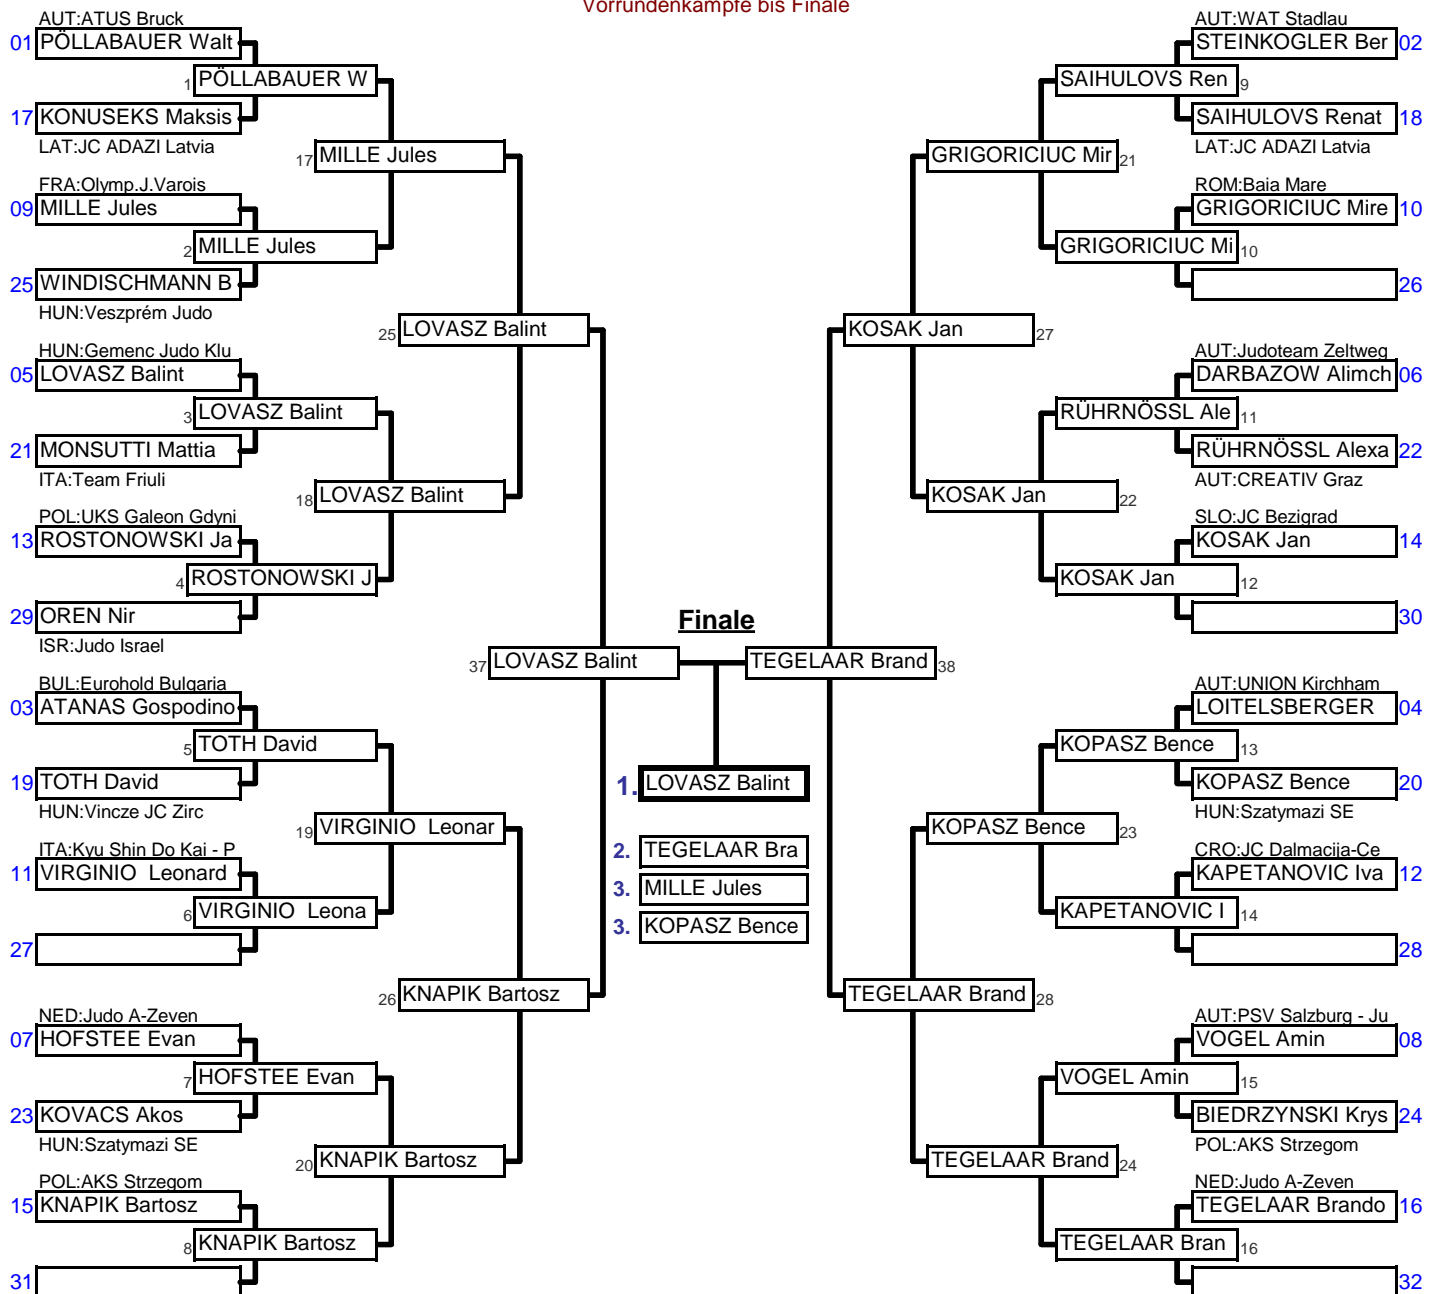 Vorrundenkämpfe bis Finale
AUT:ATUS Bruck
01 PÖLLABAUER Walt
1 PÖLLABAUER W
17 KONUSEKS Maksis
LAT:JC ADAZI Latvia
17 MILLE Jules
FRA:Olymp.J.Varois
09 MILLE Jules
2 MILLE Jules
25 WINDISCHMANN B
HUN:Veszprém Judo
25 LOVASZ Balint
HUN:Gemenc Judo Klu
05 LOVASZ Balint
3 LOVASZ Balint
21 MONSUTTI Mattia
ITA:Team Friuli
18 LOVASZ Balint
POL:UKS Galeon Gdyni
13 ROSTONOWSKI Ja
4 ROSTONOWSKI J
29 OREN Nir
ISR:Judo Israel
37 LOVASZ Balint
BUL:Eurohold Bulgaria
03 ATANAS Gospodino
5 TOTH David
19 TOTH David
HUN:Vincze JC Zirc
19 VIRGINIO  Leonar
ITA:Kyu Shin Do Kai - P
11 VIRGINIO  Leonard
6 VIRGINIO  Leona
27
26 KNAPIK Bartosz
NED:Judo A-Zeven
07 HOFSTEE Evan
7 HOFSTEE Evan
23 KOVACS Akos
HUN:Szatymazi SE
20 KNAPIK Bartosz
POL:AKS Strzegom
15 KNAPIK Bartosz
8 KNAPIK Bartosz
31
Finale
1. LOVASZ Balint
2. TEGELAAR Bra
3. MILLE Jules
3. KOPASZ Bence
AUT:WAT Stadlau
STEINKOGLER Ber 02
SAIHULOVS Ren 9
SAIHULOVS Renat 18
LAT:JC ADAZI Latvia
GRIGORICIUC Mir 21
ROM:Baia Mare
GRIGORICIUC Mire 10
GRIGORICIUC Mi 10
26
KOSAK Jan 27
AUT:Judoteam Zeltweg
DARBAZOW Alimch 06
RÜHRNÖSSL Ale 11
RÜHRNÖSSL Alexa 22
AUT:CREATIV Graz
KOSAK Jan 22
SLO:JC Bezigrad
KOSAK Jan 14
KOSAK Jan 12
30
TEGELAAR Brand 38
AUT:UNION Kirchham
LOITELSBERGER 04
KOPASZ Bence 13
KOPASZ Bence 20
HUN:Szatymazi SE
KOPASZ Bence 23
CRO:JC Dalmacija-Ce
KAPETANOVIC Iva 12
KAPETANOVIC I 14
28
TEGELAAR Brand 28
AUT:PSV Salzburg - Ju
VOGEL Amin 08
VOGEL Amin 15
BIEDRZYNSKI Krys 24
POL:AKS Strzegom
TEGELAAR Brand 24
NED:Judo A-Zeven
TEGELAAR Brando 16
TEGELAAR Bran 16
32